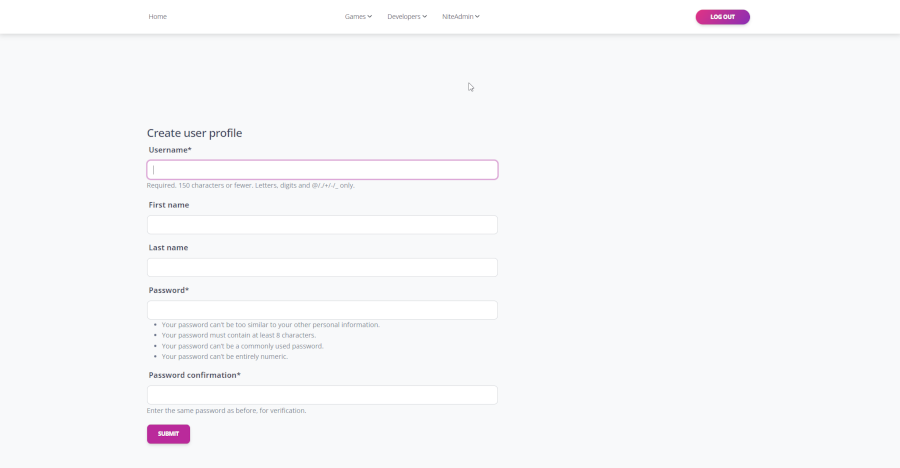 Home Games Developers NiteAdmin LOG OUT
Create user profile
Username*
Required. 150 characters or fewer. Letters, digits and @/./+/-/_ only.
First name
Last name
Password*
Your password can't be too similar to your other personal information.
Your password must contain at least 8 characters.
Your password can't be a commonly used password.
Your password can't be entirely numeric.
Password confirmation*
Enter the same password as before, for verification.
SUBMIT